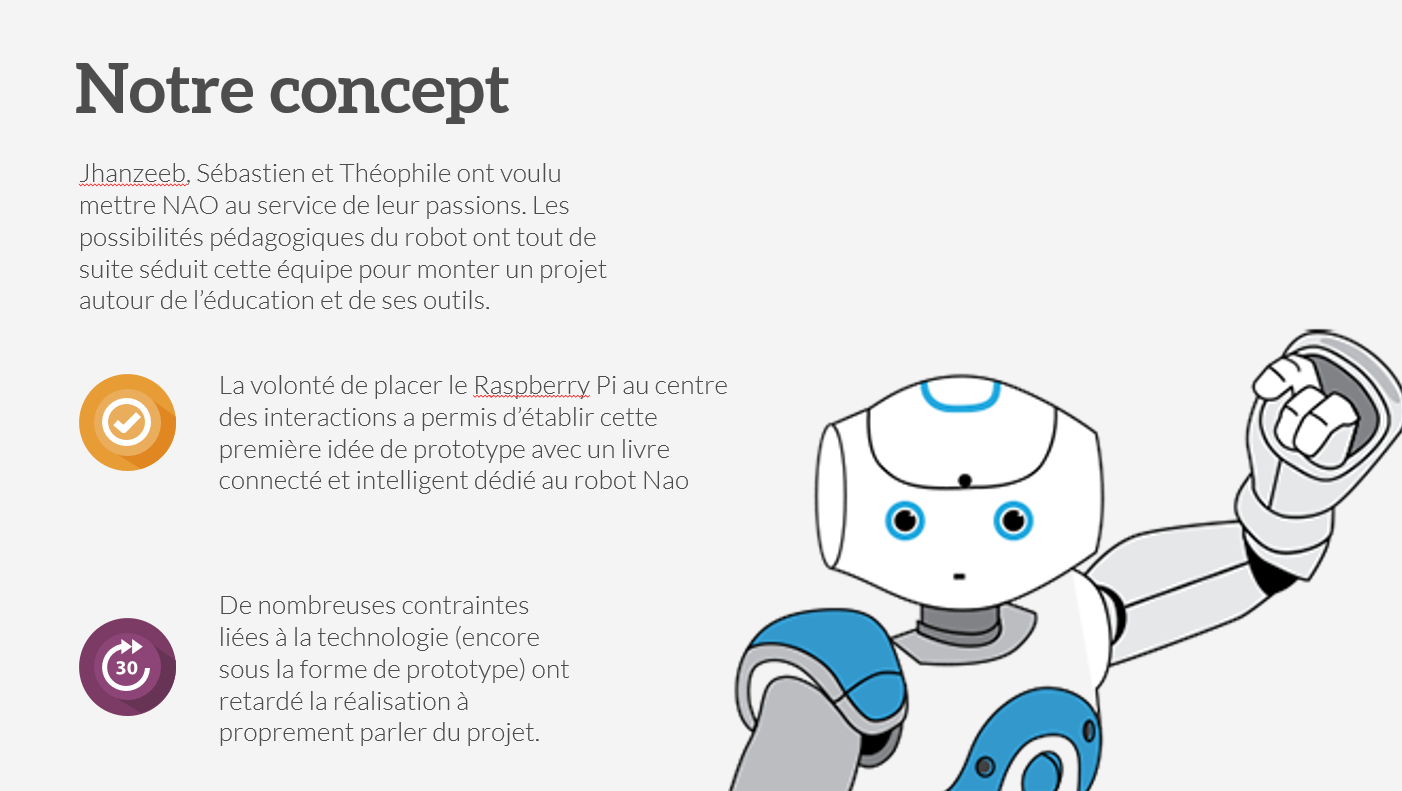 Notre concept
Jhanzeeb, Sébastien et Théophile ont voulu
mettre NAO au service de leur passions. Les
possibilités pédagogiques du robot ont tout de
suite séduit cette équipe pour monter un projet
autour de l’éducation et de ses outils.
La volonté de placer le Raspberry Pi au centre
des interactions a permis d’établir cette
première idée de prototype avec un livre
connecté et intelligent dédié au robot Nao
De nombreuses contraintes
liées à la technologie (encore
sous la forme de prototype) ont
retardé la réalisation à
proprement parler du projet.
30